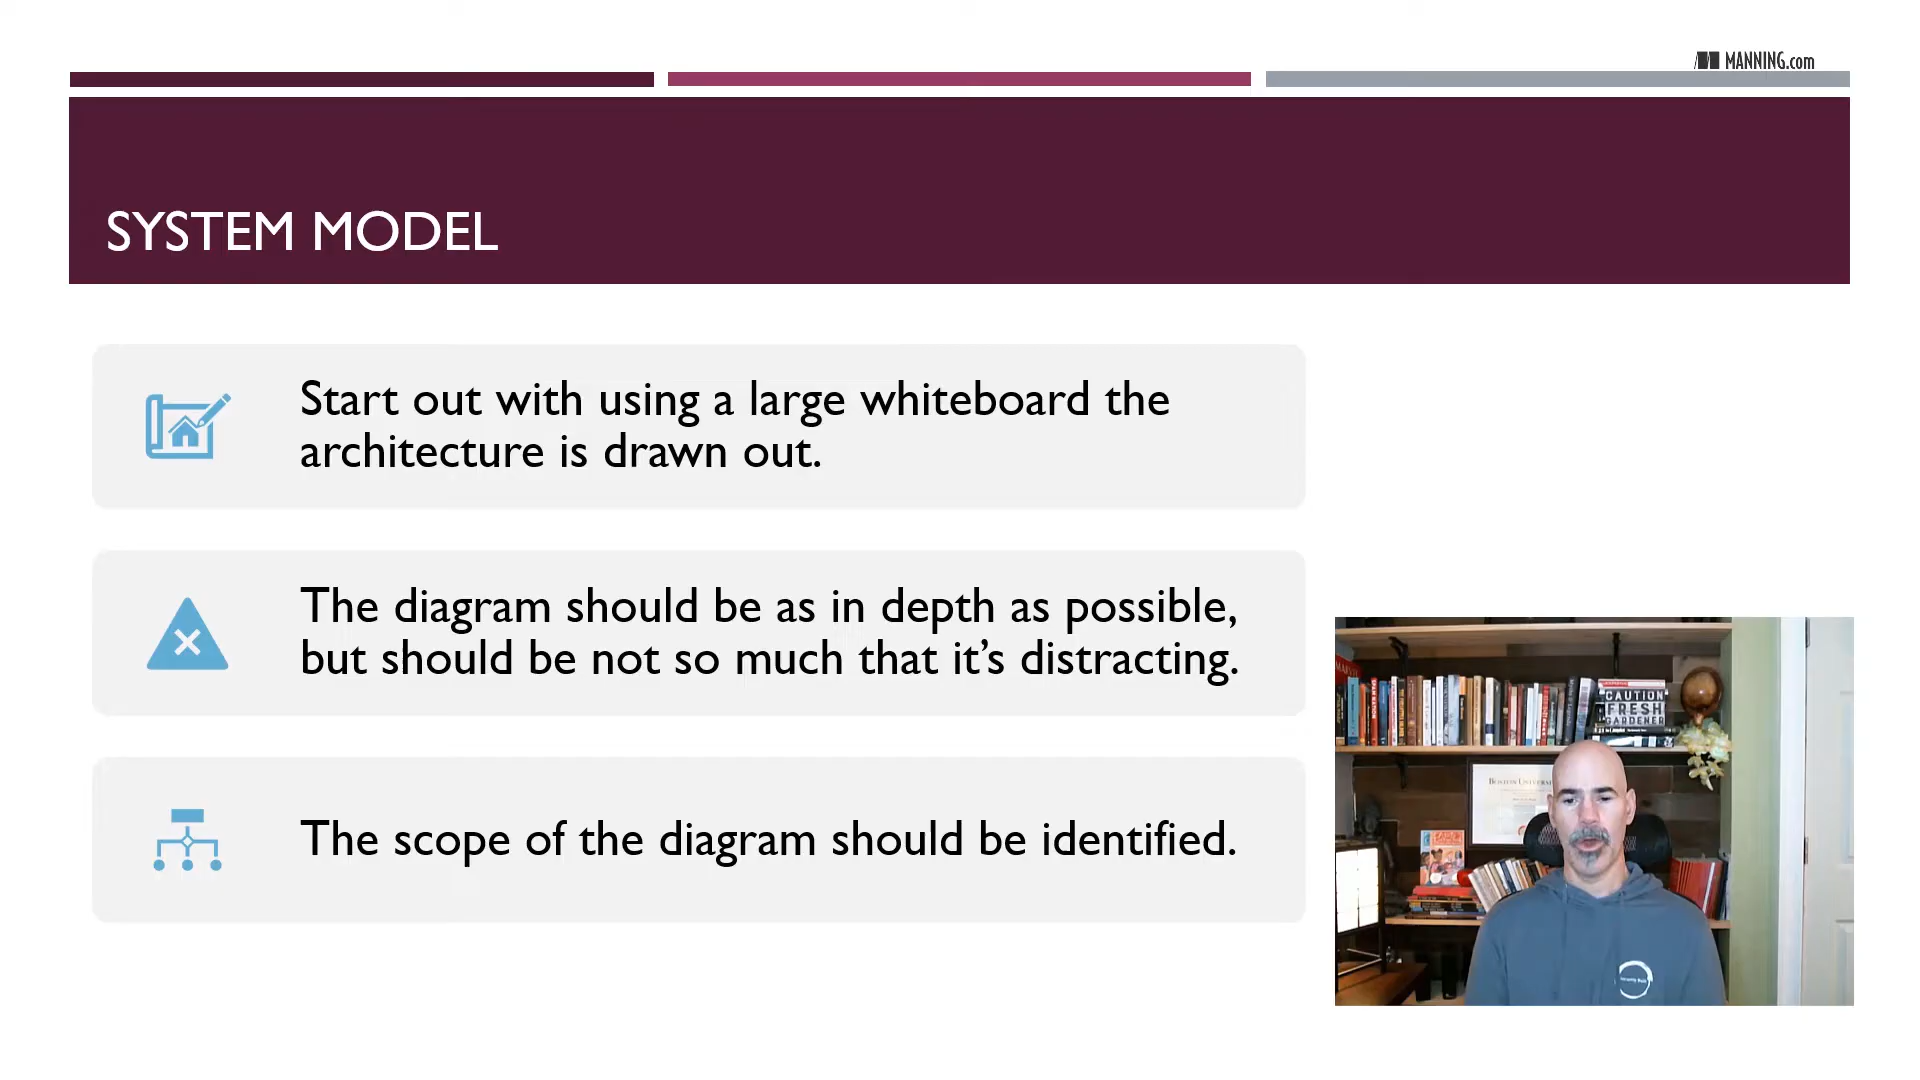 MANNING.com
SYSTEM MODEL
Start out with using a large whiteboard the
architecture is drawn out.
The diagram should be as in depth as possible,
but should be not so much that it’s distracting.
The scope of the diagram should be identified.
CAUTION
FRESH
GARDENER